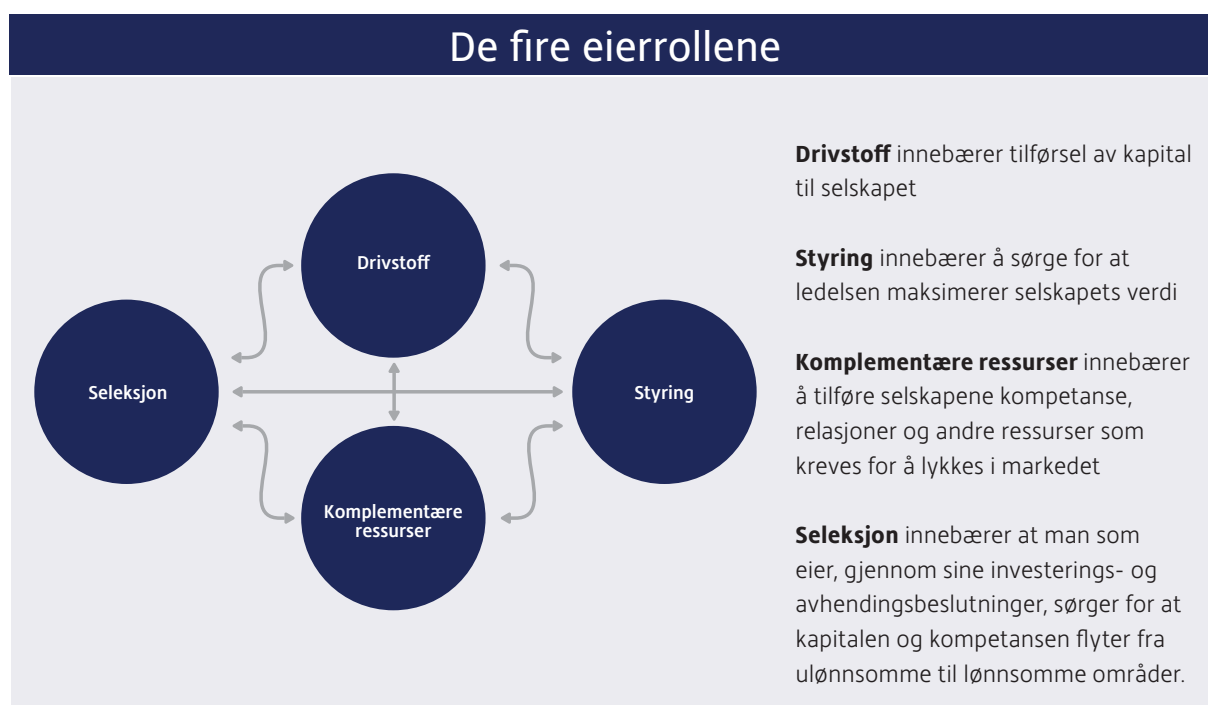 De fire eierrollene
Drivstoff
Seleksjon
Styring
Komplementære
ressurser
Drivstoff innebærer tilførsel av kapital
til selskapet
Styring innebærer å sørge for at
ledelsen maksimerer selskapets verdi
Komplementære ressurser innebærer
å tilføre selskapene kompetanse,
relasjoner og andre ressurser som
kreves for å lykkes i markedet
Seleksjon innebærer at man som
eier, gjennom sine investerings- og
avhendingsbeslutninger, sørger for at
kapitalen og kompetansen flyter fra
ulønnsomme til lønnsomme områder.